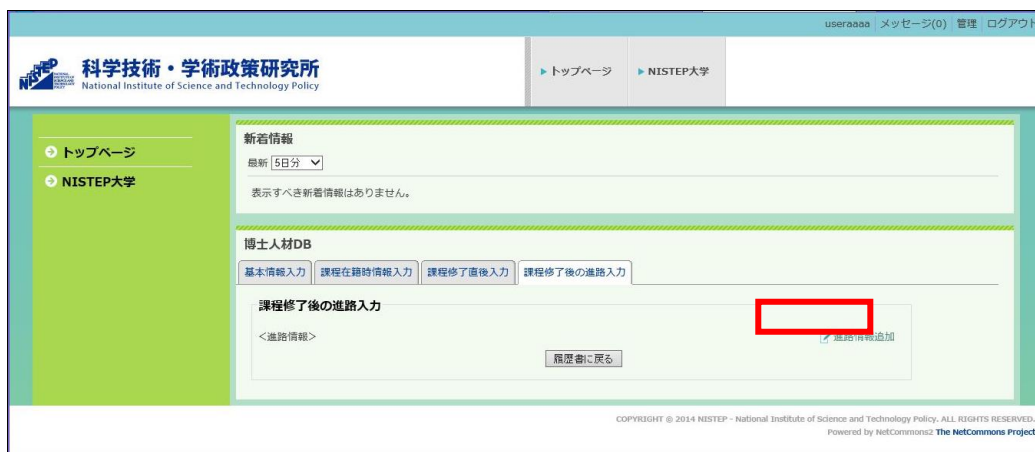 useraaaa メッセージ(0) 管理 ログアウト
NISTEP
科学技術・学術政策研究所
National Institute of Science and Technology Policy
トップページ NISTEP大学
トップページ
NISTEP大学
新着情報
最新 5日分
表示すべき新着情報はありません。
博士人材DB
基本情報入力 課程在籍時情報入力 課程修了直後入力 課程修了後の進路入力
課程修了後の進路入力
<進路情報> 進路情報追加
履歴書に戻る
COPYRIGHT © 2014 NISTEP - National Institute of Science and Technology Policy. ALL RIGHTS RESERVED.
Powered by NetCommons2 The NetCommons Project